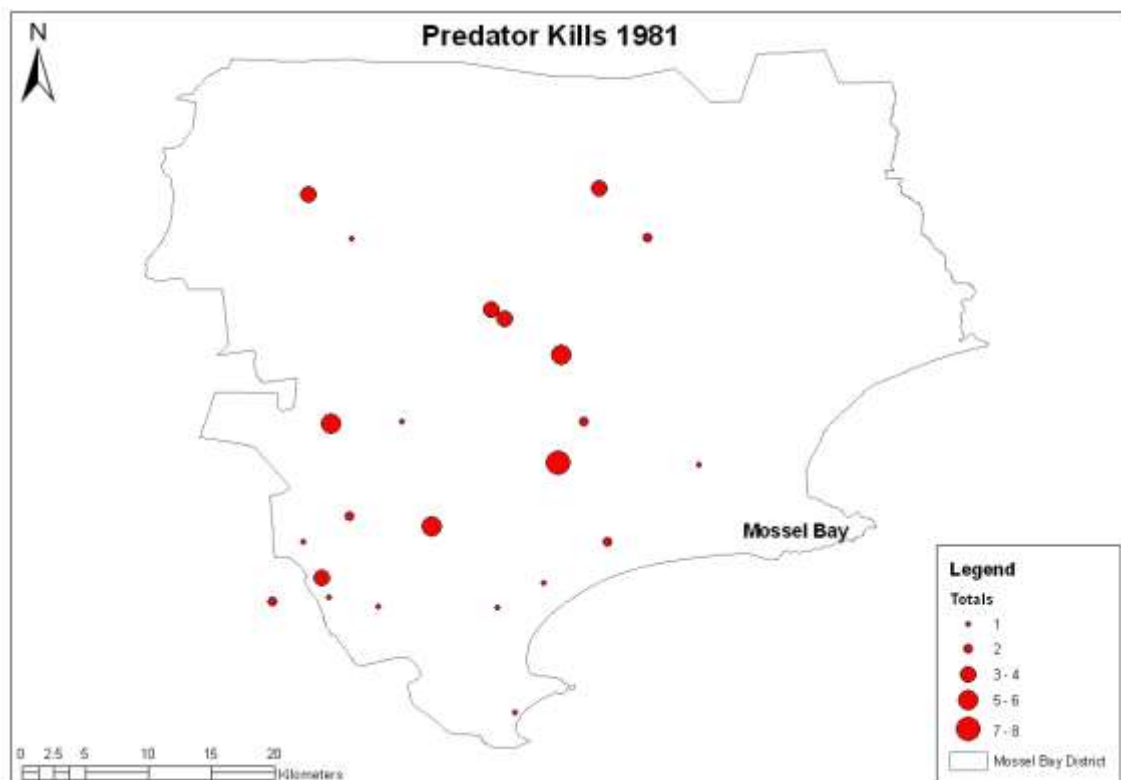 N
Predator Kills 1981
Mossel Bay
Legend
Totals
1
2
3 - 4
5 - 6
7 - 8
Mossel Bay District
0 2.5 5 10 15 20
Kilometers